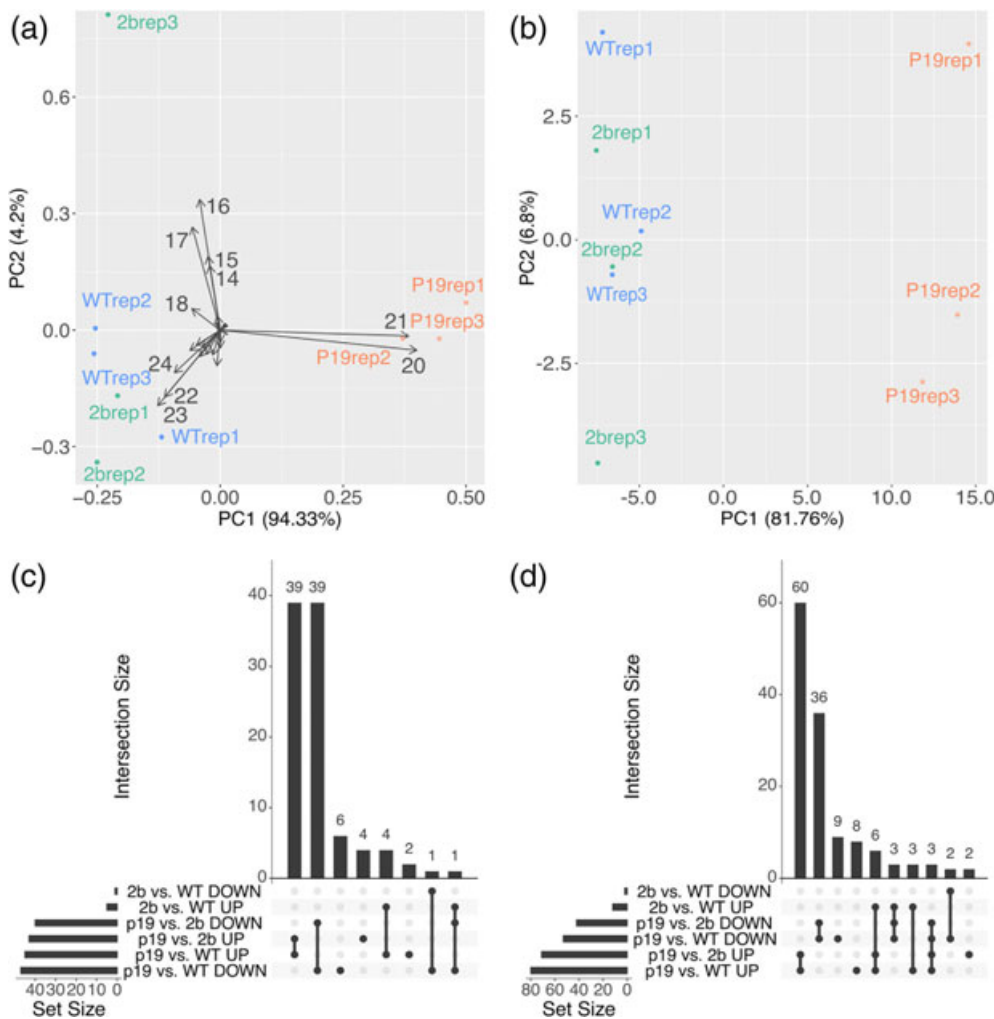 (a)
2brep3
0.6
0.3
0.0
−0.3
PC2 (4.2%)
16
17
15
14
18
WTrep2
P19rep1
21
P19rep3
P19rep2
20
24
WTrep3
22
2brep1
23
WTrep1
2brep2
−0.25
0.00
0.25
0.50
PC1 (94.33%)
(b)
WTrep1
P19rep1
2.5
2brep1
WTrep2
0.0
2brep2
WTrep3
P19rep2
−2.5
P19rep3
2brep3
PC2 (6.8%)
−5.0
0.0
5.0
10.0
15.0
PC1 (81.76%)
(c)
Intersection Size
40
30
20
10
0
39 39 6 4 4 2 1 1
2b vs. WT DOWN
2b vs. WT UP
p19 vs. 2b DOWN
p19 vs. 2b UP
p19 vs. WT UP
p19 vs. WT DOWN
40 30 20 10 0
Set Size
(d)
Intersection Size
60
40
20
0
60 36 9 8 6 3 3 3 2 2
2b vs. WT DOWN
2b vs. WT UP
p19 vs. 2b DOWN
p19 vs. WT DOWN
p19 vs. 2b UP
p19 vs. WT UP
80 60 40 20 0
Set Size